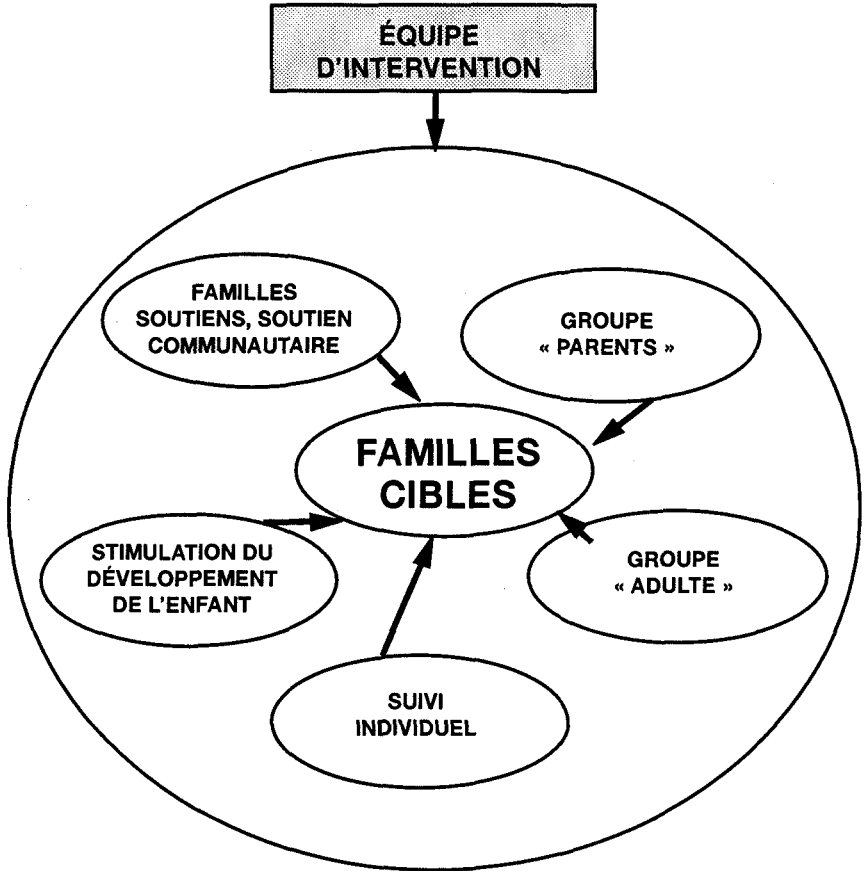 ÉQUIPE
D'INTERVENTION
FAMILLES
SOUTIENS, SOUTIEN
COMMUNAUTAIRE
GROUPE
« PARENTS »
FAMILLES
CIBLES
STIMULATION DU
DÉVELOPPEMENT
DE L'ENFANT
GROUPE
« ADULTE »
SUIVI
INDIVIDUEL